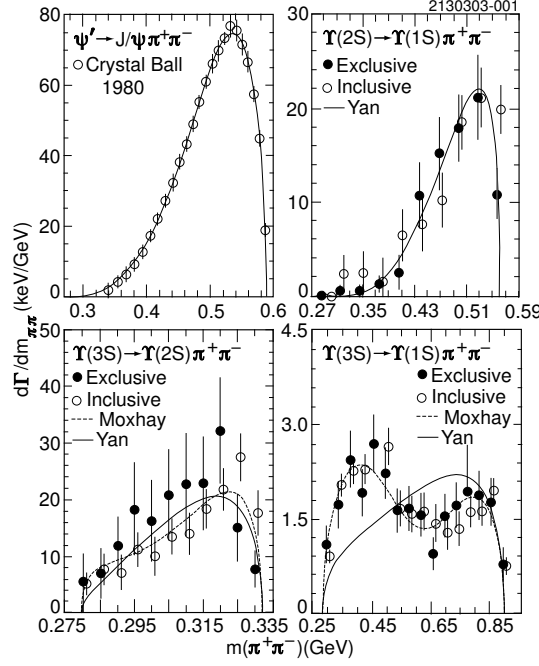 2130303-001
80
60
40
20
0
ψ′→J/ψπ+π−
Crystal Ball
1980
0.3
0.4
0.5
0.6
30
20
10
0
ϒ(2S)→ϒ(1S)π+π−
Exclusive
Inclusive
Yan
0.27
0.35
0.43
0.51
0.59
dΓ/dmππ (keV/GeV)
50
40
30
20
10
0
ϒ(3S)→ϒ(2S)π+π−
Exclusive
Inclusive
Moxhay
Yan
0.275
0.295
0.315
0.335
4.5
3.0
1.5
0
ϒ(3S)→ϒ(1S)π+π−
Exclusive
Inclusive
Moxhay
Yan
0.25
0.45
0.65
0.85
m(π+π−)(GeV)